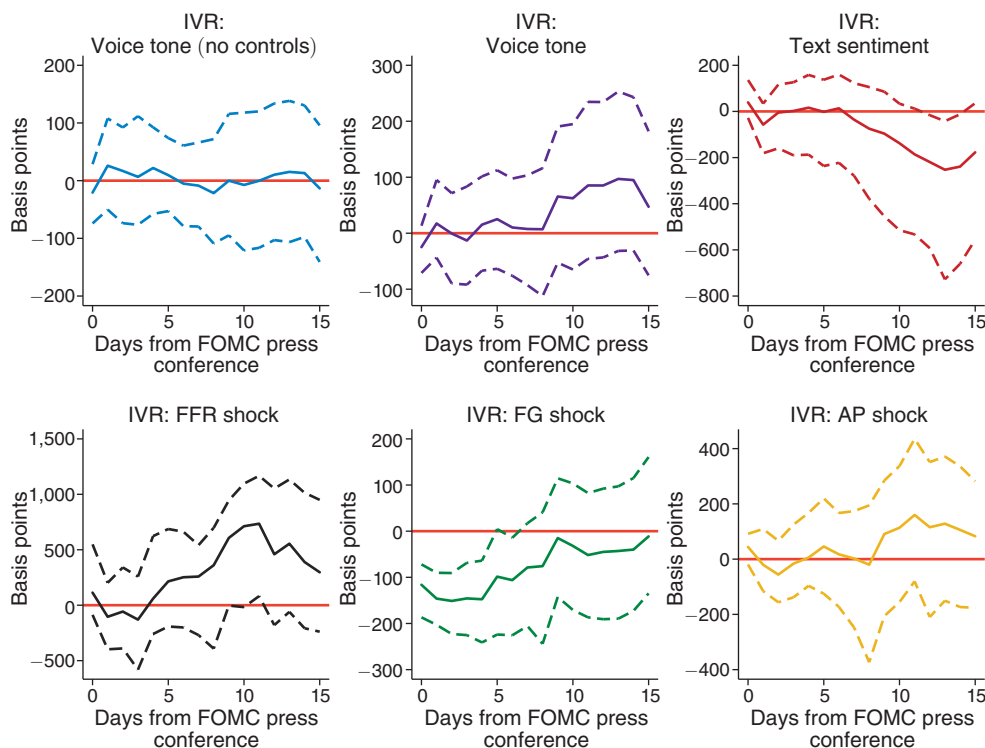 IVR:
Voice tone (no controls)
Basis points
200
100
0
−100
−200
0 5 10 15
Days from FOMC press
conference
IVR:
Voice tone
Basis points
300
200
100
0
−100
0 5 10 15
Days from FOMC press
conference
IVR:
Text sentiment
Basis points
200
0
−200
−400
−600
−800
0 5 10 15
Days from FOMC press
conference
IVR: FFR shock
Basis points
1,500
1,000
500
0
−500
0 5 10 15
Days from FOMC press
conference
IVR: FG shock
Basis points
200
100
0
−100
−200
−300
0 5 10 15
Days from FOMC press
conference
IVR: AP shock
Basis points
400
200
0
−200
−400
0 5 10 15
Days from FOMC press
conference